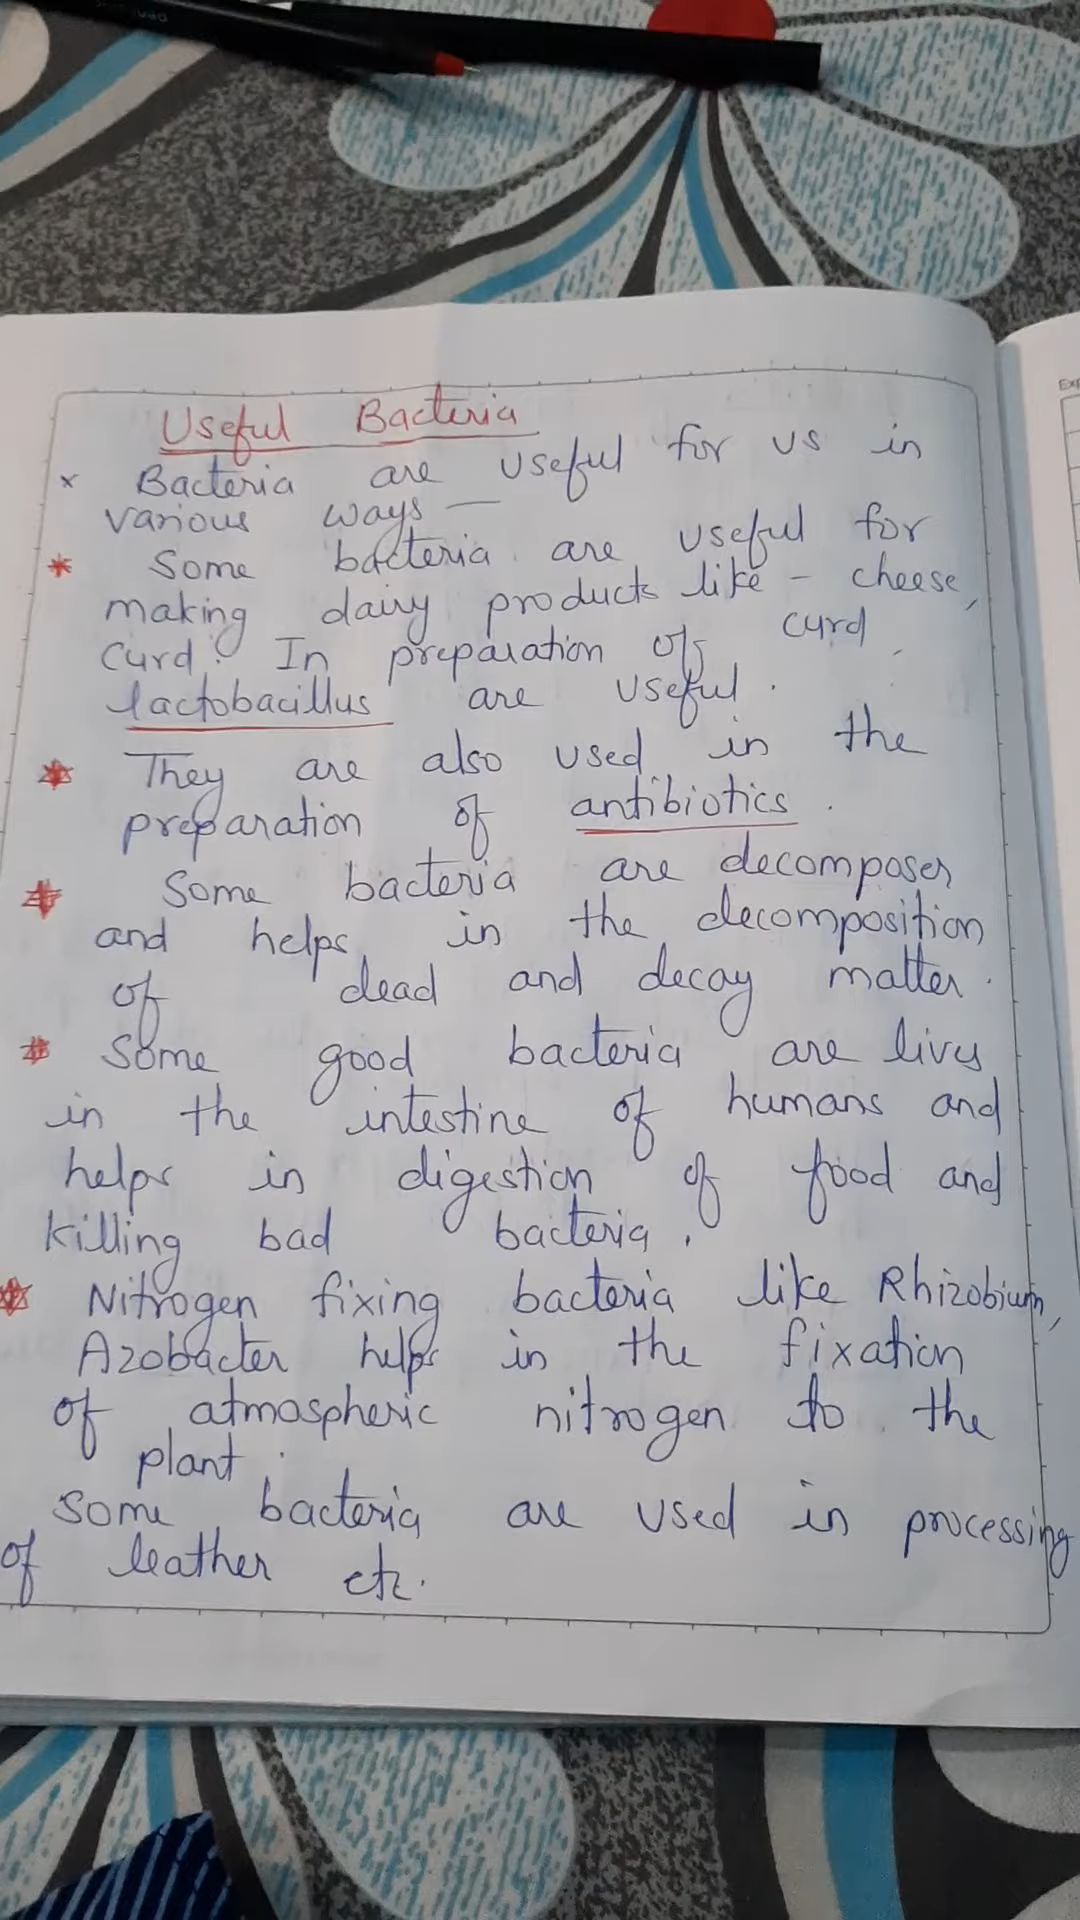 Useful Bacteria
x Bacteria are useful for us in
various ways —
* Some bacteria are useful for
making dairy products like - cheese,
Curd. In preparation of curd
lactobacillus are useful.
* They are also used in the
preparation of antibiotics.
* Some bacteria are decomposer
and helps in the decomposition
of dead and decay matter.
* Some good bacteria are livy
in the intestine of humans and
helps in digestion of food and
killing bad bacteria.
* Nitrogen fixing bacteria like Rhizobium,
Azobacter helps in the fixation
of atmospheric nitrogen to the
plant.
Some bacteria are used in processing
of leather etc.
Exp